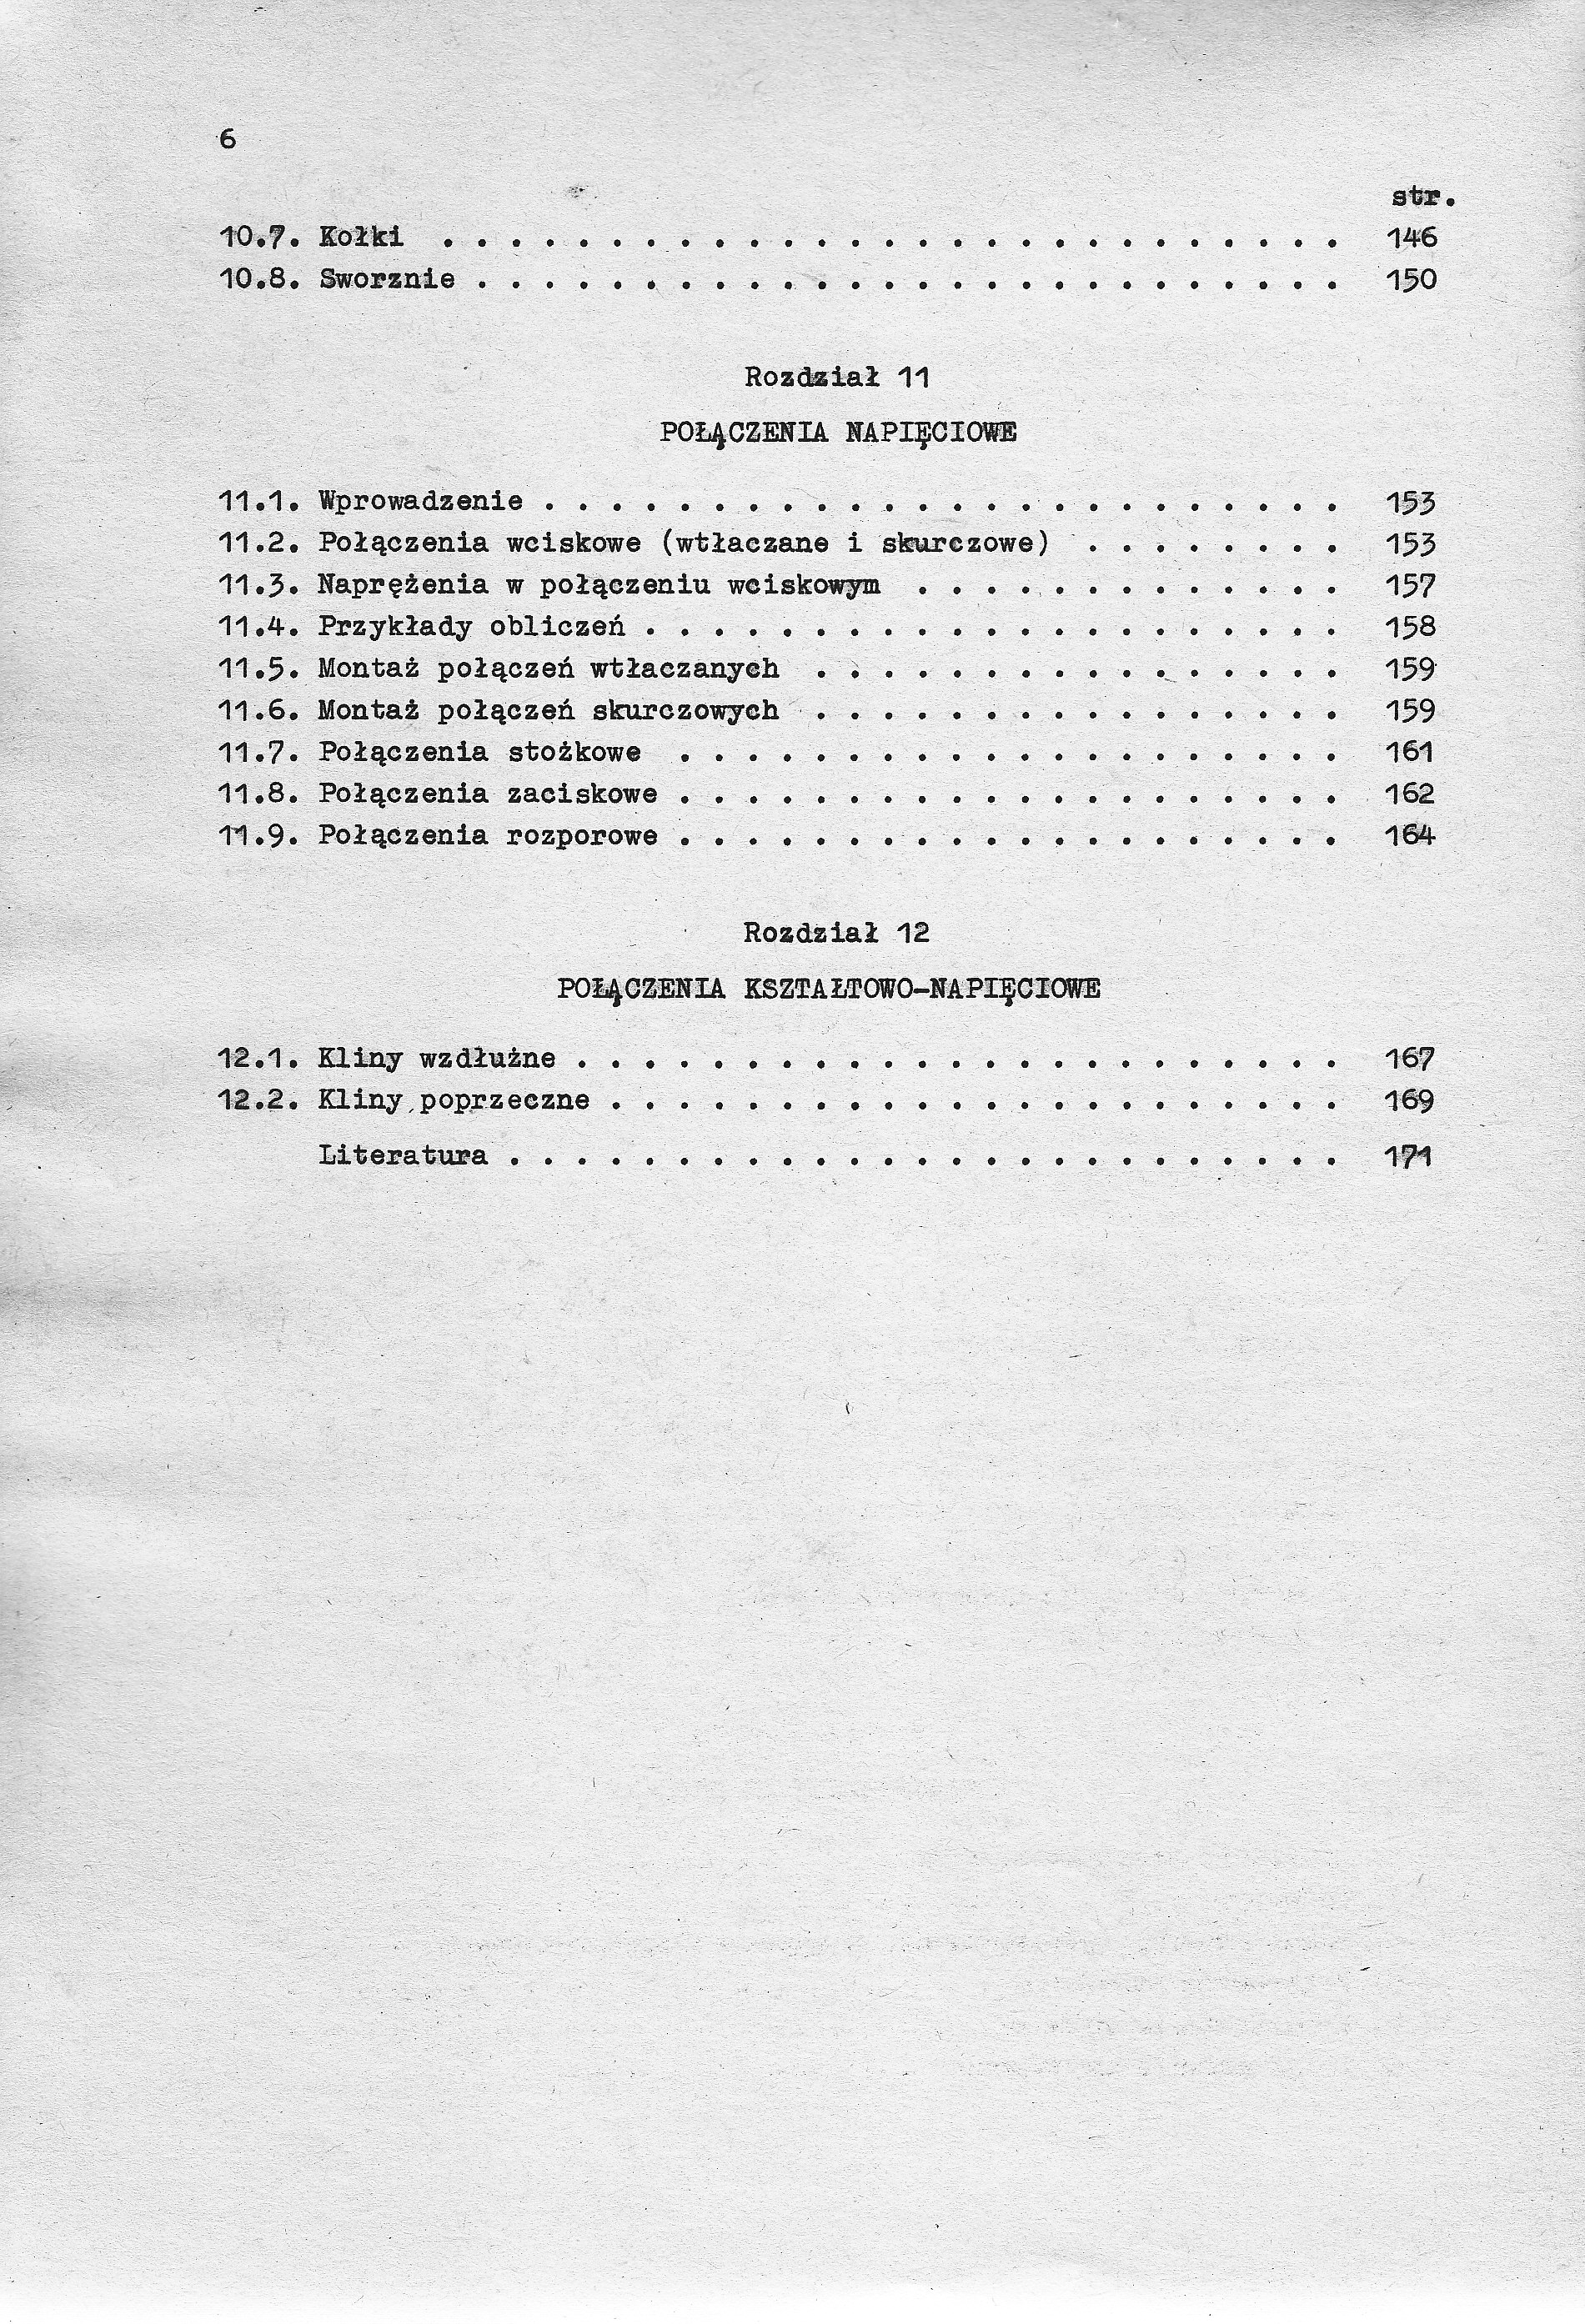 6
str.
10.7. Kołki . . . . . . . . . . . . . . . . . . . . . . . . . . . 146
10.8. Sworznie . . . . . . . . . . . . . . . . . . . . . . . . . . 150
Rozdział 11
POŁĄCZENIA NAPIĘCIOWE
11.1. Wprowadzenie . . . . . . . . . . . . . . . . . . . . . . . . 153
11.2. Połączenia wciskowe (wtłaczane i skurczowe) . . . . . . . . 153
11.3. Naprężenia w połączeniu wciskowym . . . . . . . . . . . . . 157
11.4. Przykłady obliczeń . . . . . . . . . . . . . . . . . . . . . 158
11.5. Montaż połączeń wtłaczanych . . . . . . . . . . . . . . . . 159
11.6. Montaż połączeń skurczowych . . . . . . . . . . . . . . . . 159
11.7. Połączenia stożkowe . . . . . . . . . . . . . . . . . . . . 161
11.8. Połączenia zaciskowe . . . . . . . . . . . . . . . . . . . . 162
11.9. Połączenia rozporowe . . . . . . . . . . . . . . . . . . . . 164
Rozdział 12
POŁĄCZENIA KSZTAŁTOWO-NAPIĘCIOWE
12.1. Kliny wzdłużne . . . . . . . . . . . . . . . . . . . . . . . 167
12.2. Kliny poprzeczne . . . . . . . . . . . . . . . . . . . . . . 169
Literatura . . . . . . . . . . . . . . . . . . . . . . . . . 171